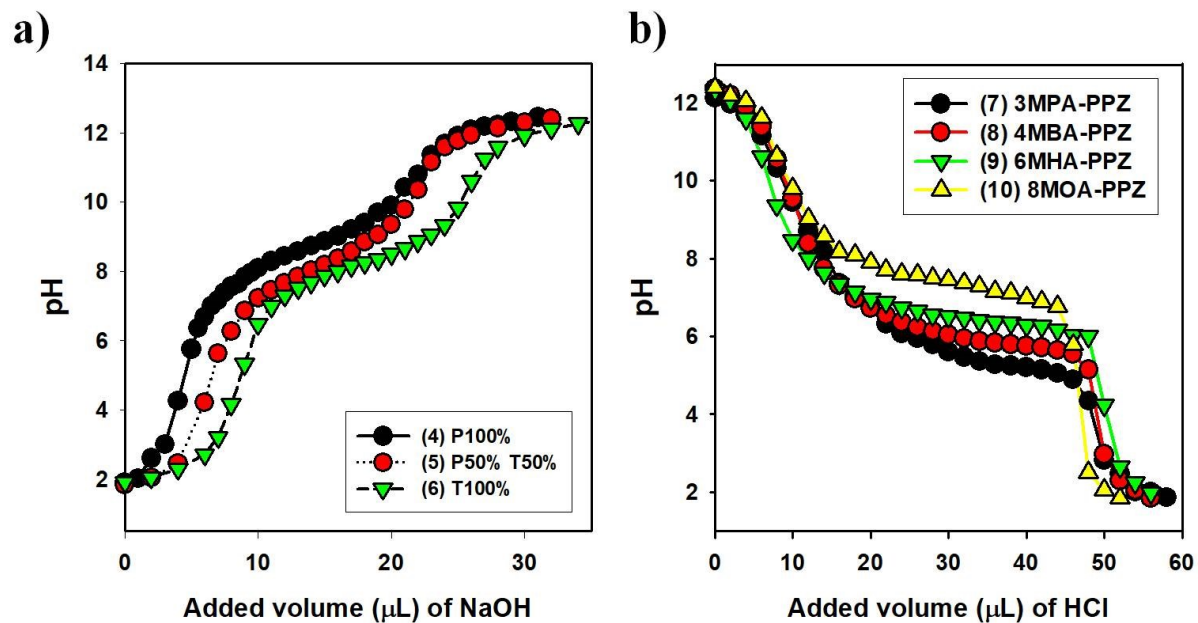 a)
14
12
10
8
6
4
2
pH
(4) P100%
(5) P50% T50%
(6) T100%
0
10
20
30
Added volume (μL) of NaOH
b)
12
10
8
6
4
2
pH
(7) 3MPA-PPZ
(8) 4MBA-PPZ
(9) 6MHA-PPZ
(10) 8MOA-PPZ
0
10
20
30
40
50
60
Added volume (μL) of HCl